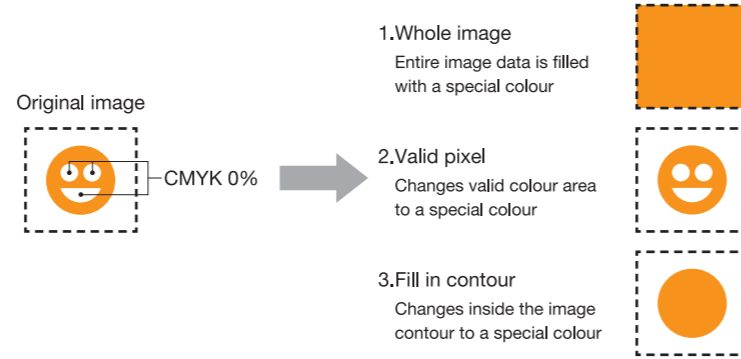 Original image
CMYK 0%
1.Whole image
Entire image data is filled
with a special colour
2.Valid pixel
Changes valid colour area
to a special colour
3.Fill in contour
Changes inside the image
contour to a special colour